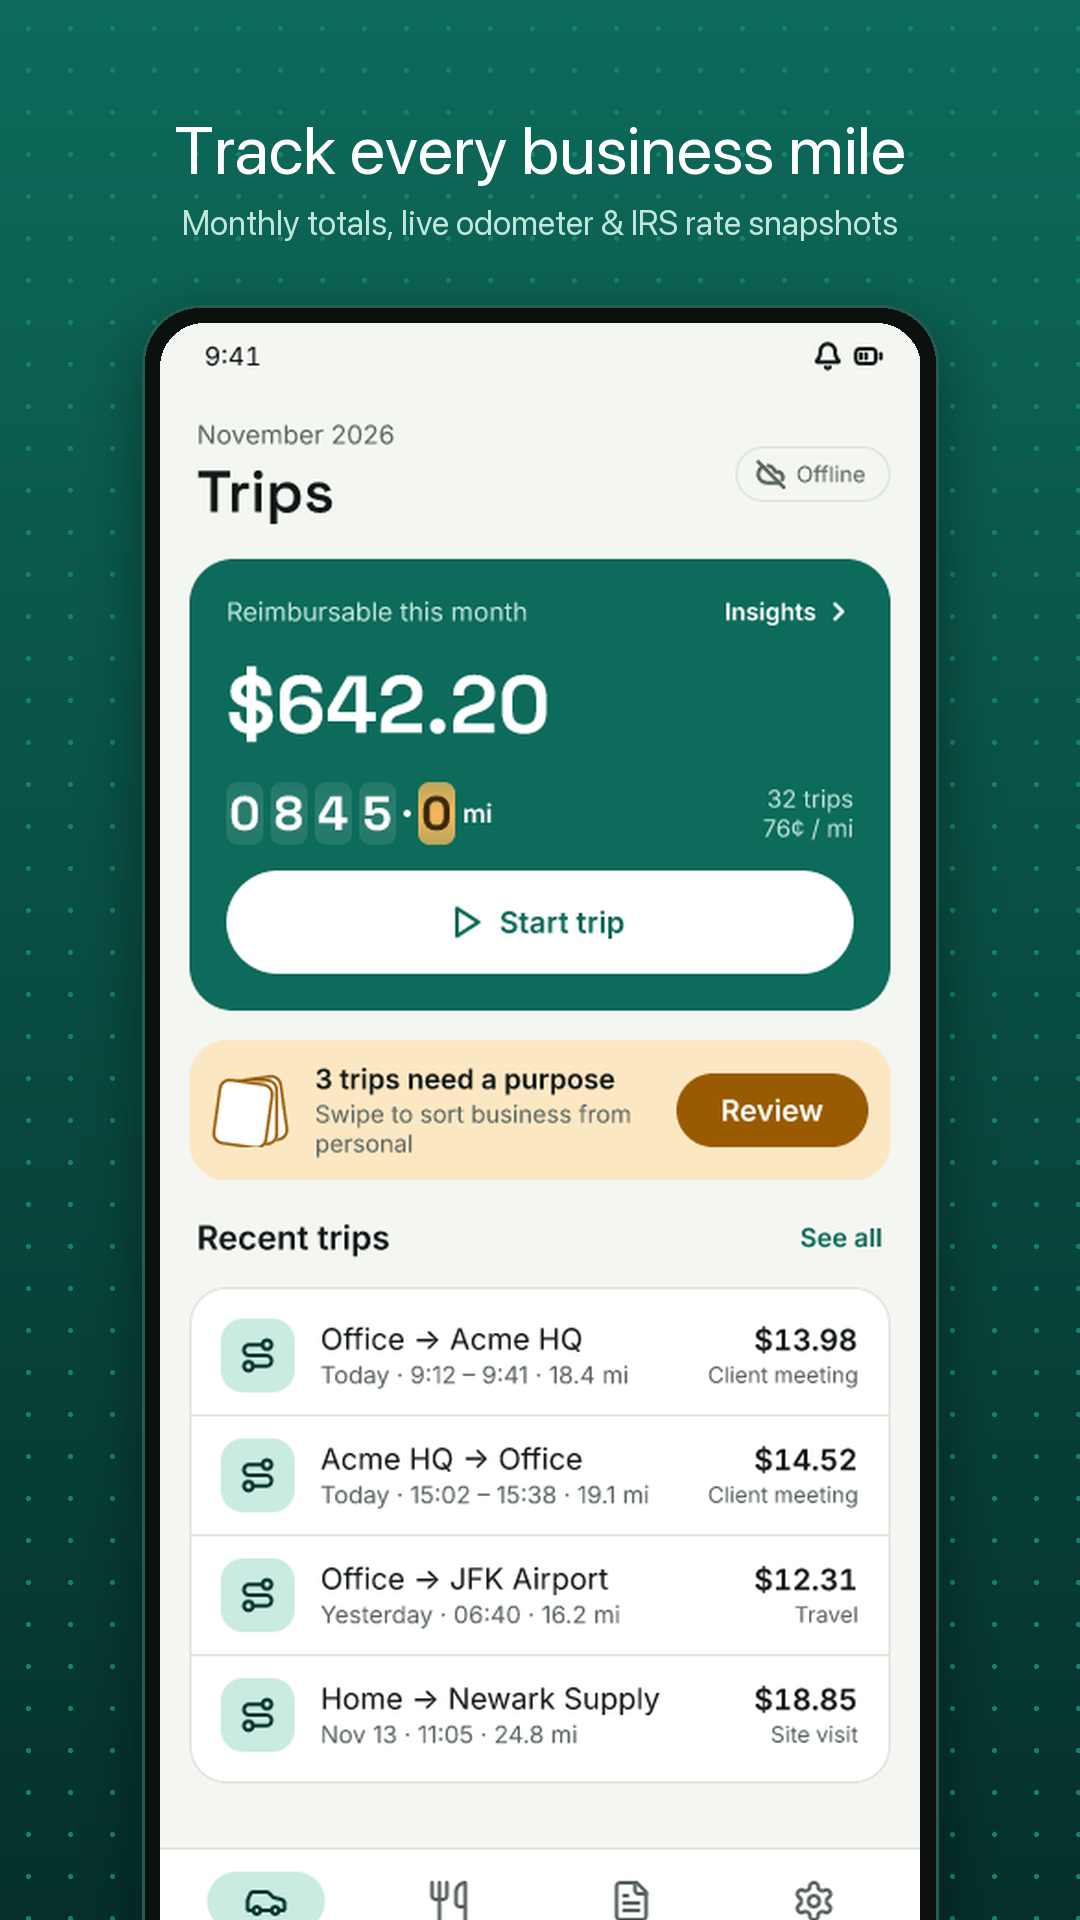 Track every business mile
Monthly totals, live odometer & IRS rate snapshots
9:41
November 2026
Trips
Offline
Reimbursable this month
Insights
$642.20
0845.0 mi
32 trips
76¢ / mi
Start trip
3 trips need a purpose
Swipe to sort business from
personal
Review
Recent trips
See all
Office → Acme HQ
$13.98
Today · 9:12 – 9:41 · 18.4 mi
Client meeting
Acme HQ → Office
$14.52
Today · 15:02 – 15:38 · 19.1 mi
Client meeting
Office → JFK Airport
$12.31
Yesterday · 06:40 · 16.2 mi
Travel
Home → Newark Supply
$18.85
Nov 13 · 11:05 · 24.8 mi
Site visit